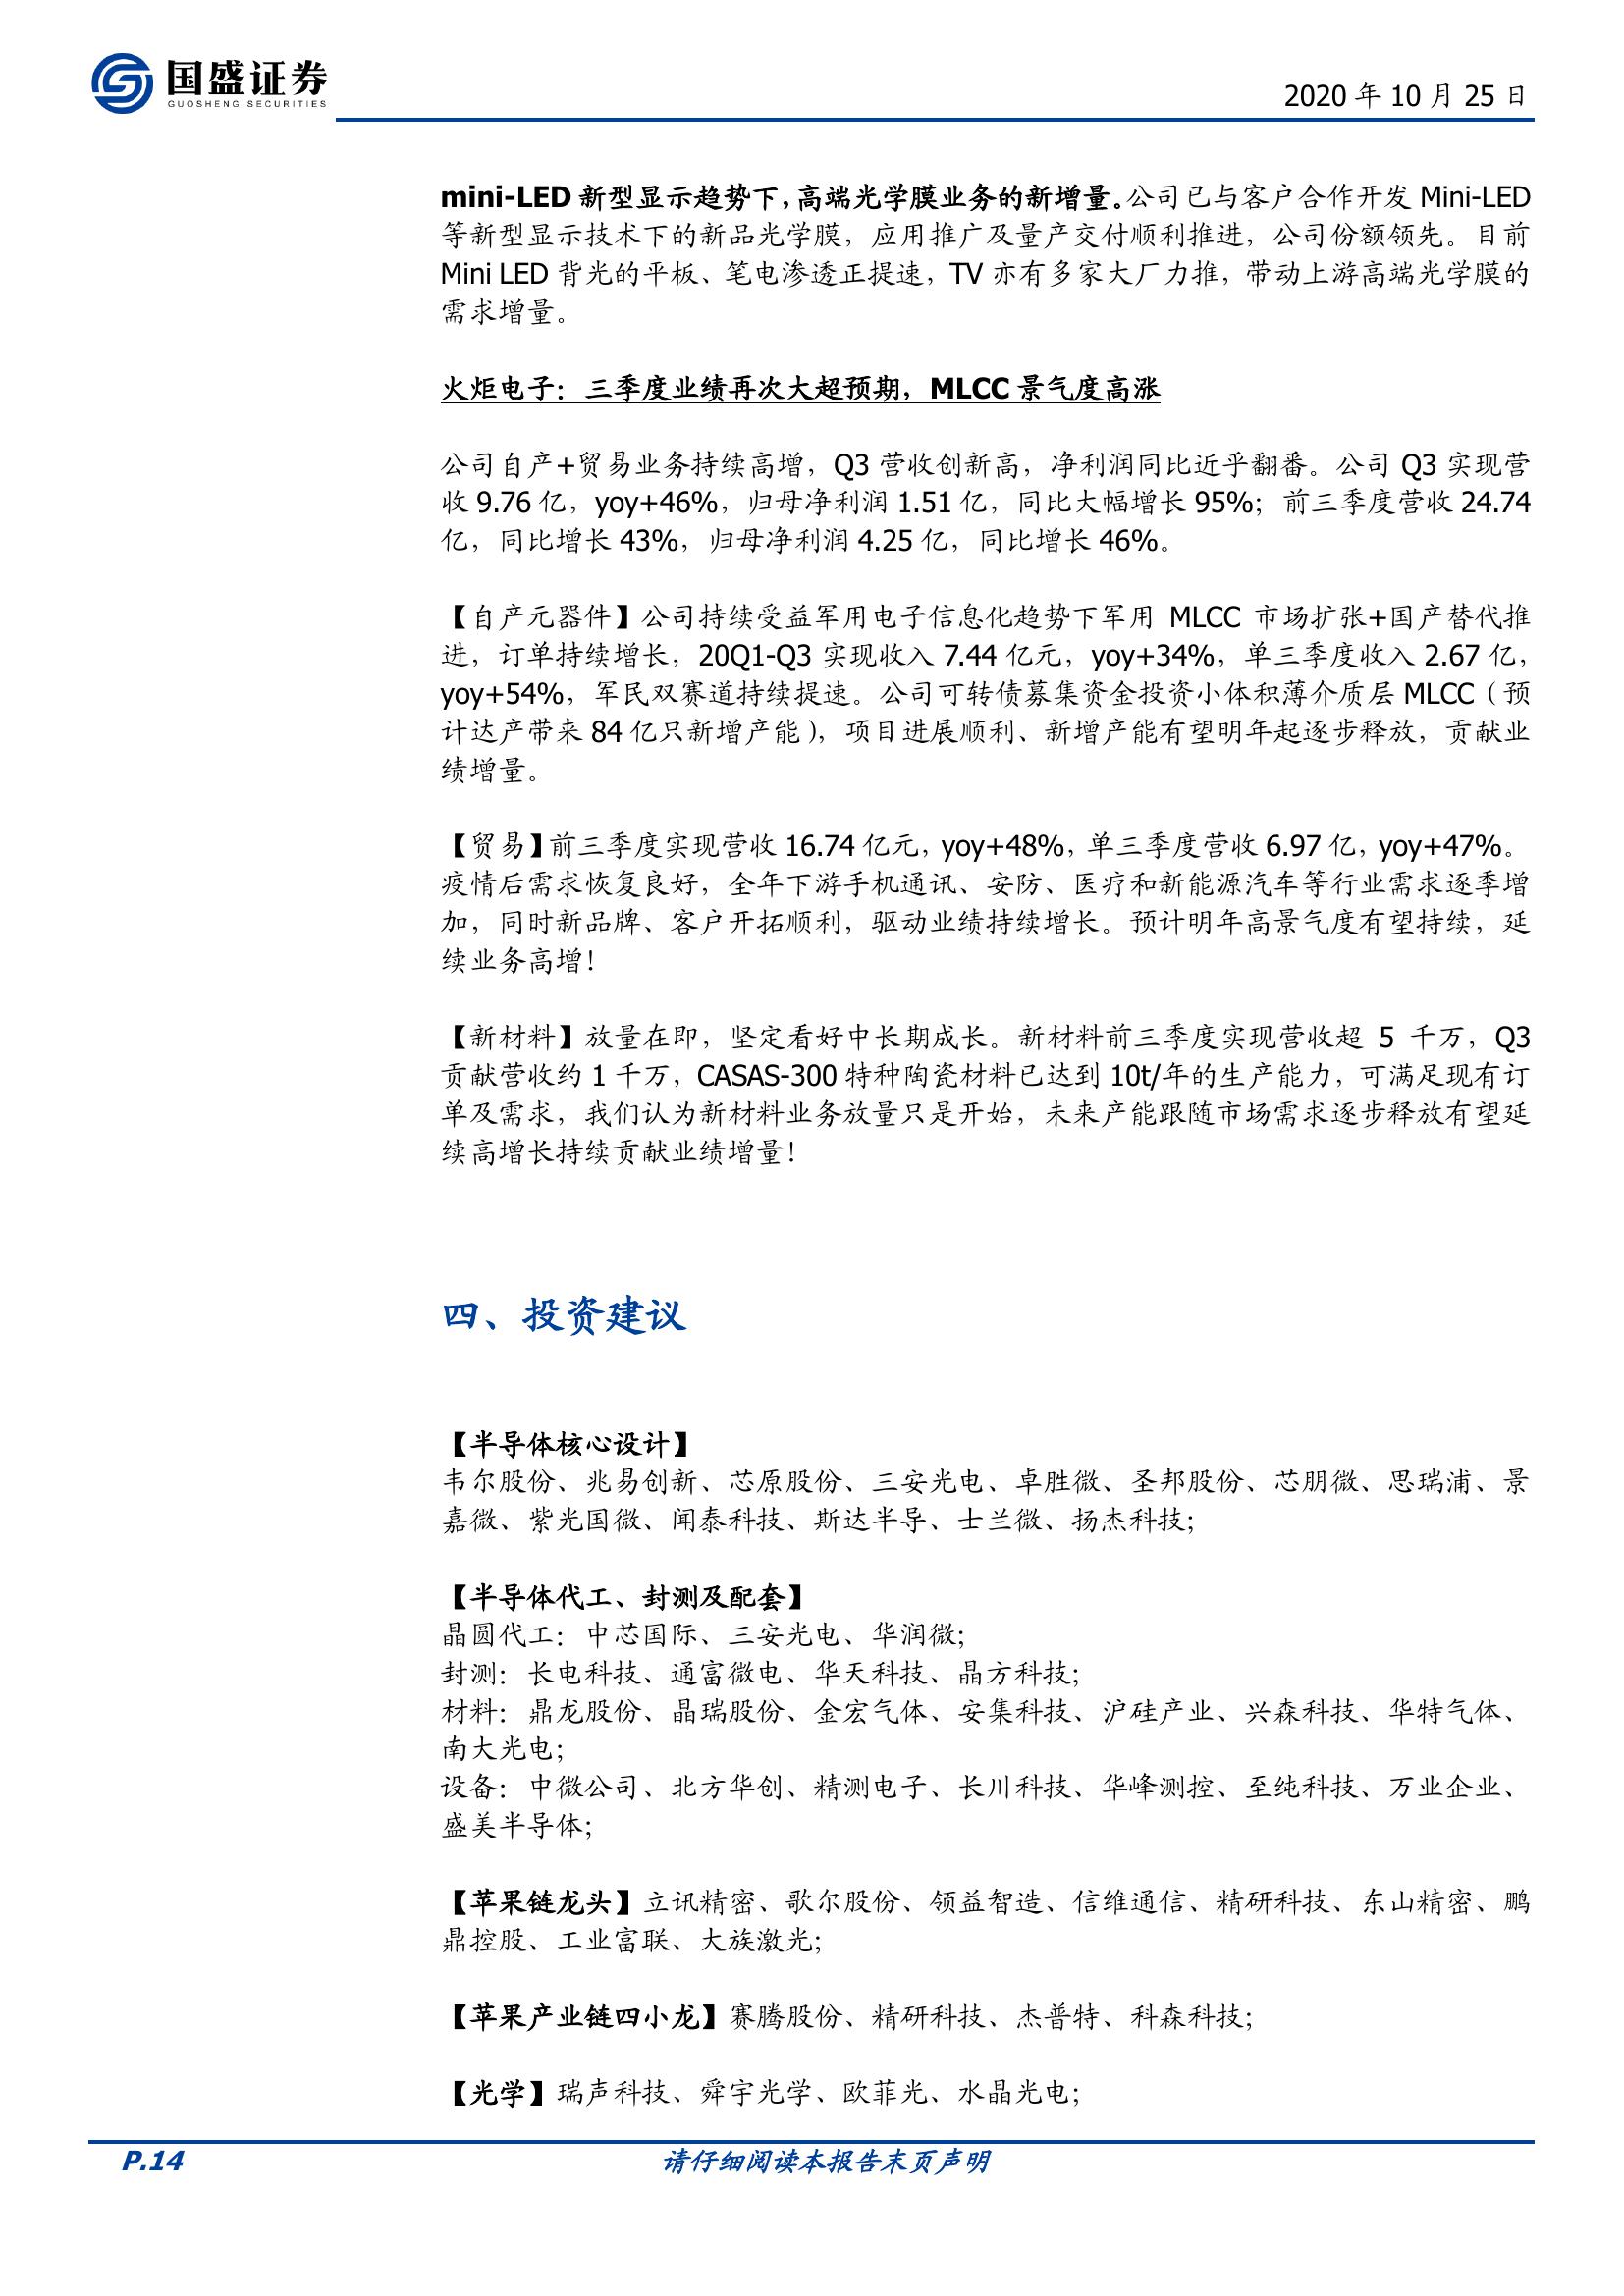 国盛证券
GUOSHENG SECURITIES
2020 年 10 月 25 日
mini-LED 新型显示趋势下，高端光学膜业务的新增量。公司已与客户合作开发 Mini-LED
等新型显示技术下的新品光学膜，应用推广及量产交付顺利推进，公司份额领先。目前
Mini LED 背光的平板、笔电渗透正提速，TV 亦有多家大厂力推，带动上游高端光学膜的
需求增量。
火炬电子：三季度业绩再次大超预期，MLCC 景气度高涨
公司自产+贸易业务持续高增，Q3 营收创新高，净利润同比近乎翻番。公司 Q3 实现营
收 9.76 亿，yoy+46%，归母净利润 1.51 亿，同比大幅增长 95%；前三季度营收 24.74
亿，同比增长 43%，归母净利润 4.25 亿，同比增长 46%。
【自产元器件】公司持续受益军用电子信息化趋势下军用 MLCC 市场扩张+国产替代推
进，订单持续增长，20Q1-Q3 实现收入 7.44 亿元，yoy+34%，单三季度收入 2.67 亿，
yoy+54%，军民双赛道持续提速。公司可转债募集资金投资小体积薄介质层 MLCC（预
计达产带来 84 亿只新增产能），项目进展顺利、新增产能有望明年起逐步释放，贡献业
绩增量。
【贸易】前三季度实现营收 16.74 亿元，yoy+48%，单三季度营收 6.97 亿，yoy+47%。
疫情后需求恢复良好，全年下游手机通讯、安防、医疗和新能源汽车等行业需求逐季增
加，同时新品牌、客户开拓顺利，驱动业绩持续增长。预计明年高景气度有望持续，延
续业务高增！
【新材料】放量在即，坚定看好中长期成长。新材料前三季度实现营收超 5 千万，Q3
贡献营收约 1 千万，CASAS-300 特种陶瓷材料已达到 10t/年的生产能力，可满足现有订
单及需求，我们认为新材料业务放量只是开始，未来产能跟随市场需求逐步释放有望延
续高增长持续贡献业绩增量！
四、投资建议
【半导体核心设计】
韦尔股份、兆易创新、芯原股份、三安光电、卓胜微、圣邦股份、芯朋微、思瑞浦、景
嘉微、紫光国微、闻泰科技、斯达半导、士兰微、扬杰科技；
【半导体代工、封测及配套】
晶圆代工：中芯国际、三安光电、华润微；
封测：长电科技、通富微电、华天科技、晶方科技；
材料：鼎龙股份、晶瑞股份、金宏气体、安集科技、沪硅产业、兴森科技、华特气体、
南大光电；
设备：中微公司、北方华创、精测电子、长川科技、华峰测控、至纯科技、万业企业、
盛美半导体；
【苹果链龙头】立讯精密、歌尔股份、领益智造、信维通信、精研科技、东山精密、鹏
鼎控股、工业富联、大族激光；
【苹果产业链四小龙】赛腾股份、精研科技、杰普特、科森科技；
【光学】瑞声科技、舜宇光学、欧菲光、水晶光电；
P.14
请仔细阅读本报告末页声明